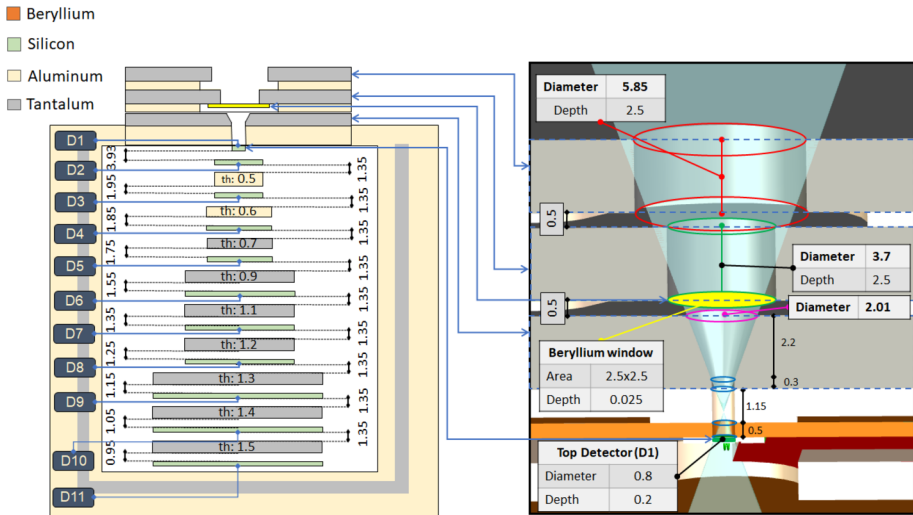 Beryllium
Silicon
Aluminum
Tantalum
D1
D2
D3
D4
D5
D6
D7
D8
D9
D10
D11
3.93
1.95
1.85
1.75
1.55
1.35
1.25
1.15
1.05
0.95
th: 0.5
th: 0.6
th: 0.7
th: 0.9
th: 1.1
th: 1.2
th: 1.3
th: 1.4
th: 1.5
1.35
1.35
1.35
1.35
1.35
1.35
1.35
1.35
1.35
Diameter 5.85
Depth 2.5
0.5
Diameter 3.7
Depth 2.5
0.5
Diameter 2.01
2.2
0.3
Beryllium window
Area 2.5x2.5
Depth 0.025
1.15
0.5
Top Detector (D1)
Diameter 0.8
Depth 0.2